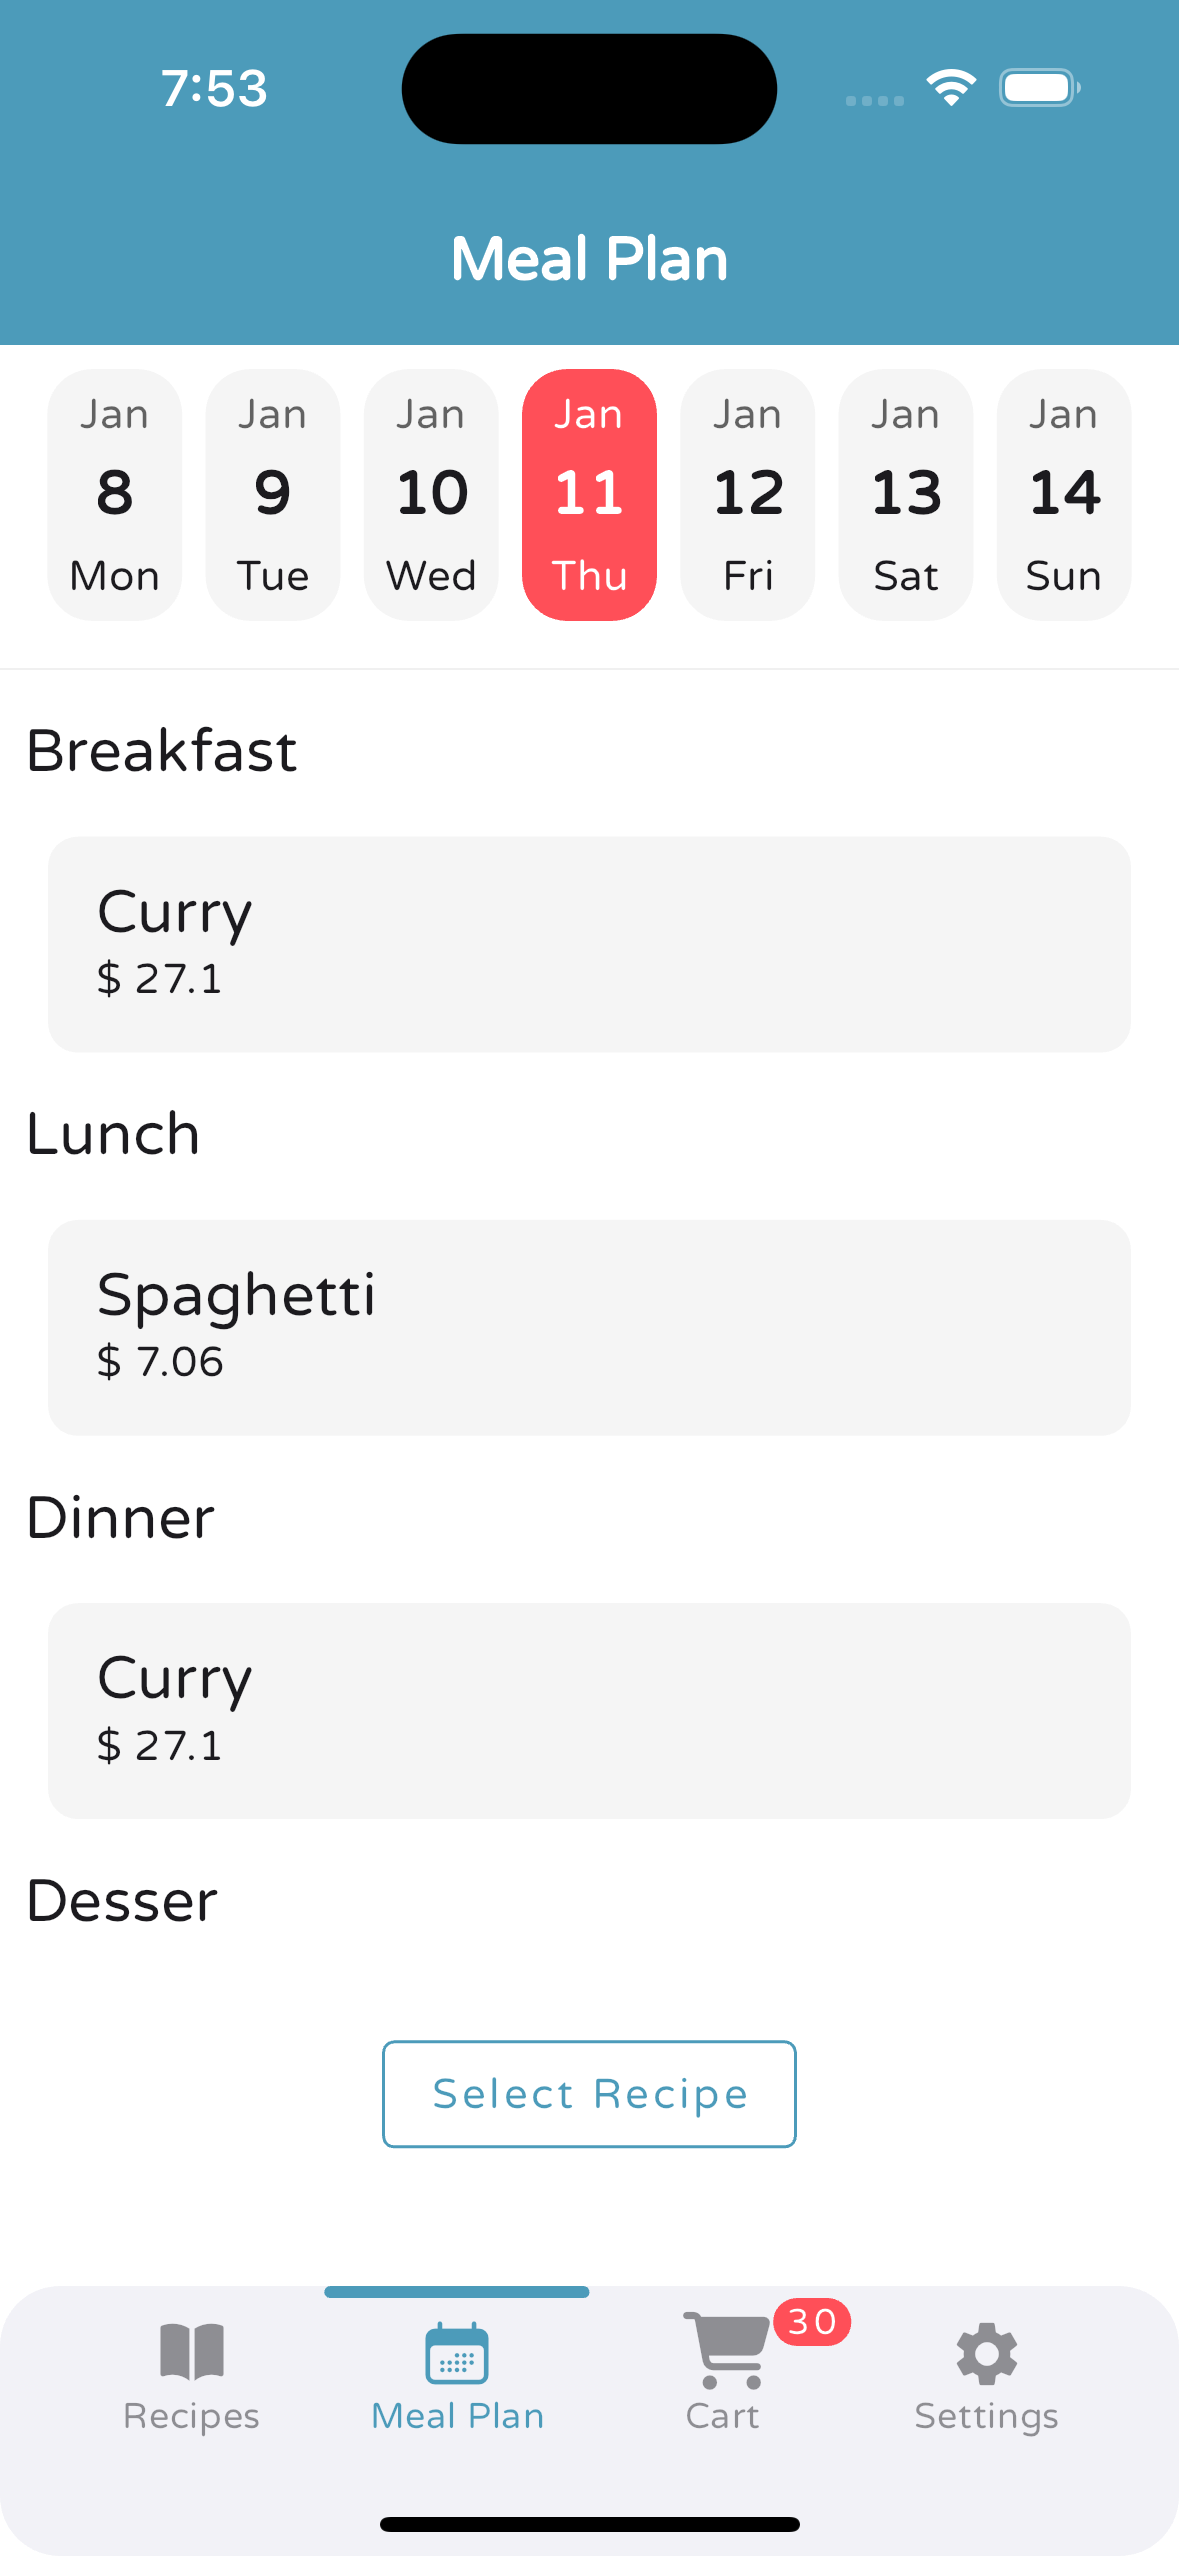 7:53
Meal Plan
Jan Jan Jan Jan Jan Jan Jan
8 9 10 11 12 13 14
Mon Tue Wed Thu Fri Sat Sun
Breakfast
Curry
$ 27.1
Lunch
Spaghetti
$ 7.06
Dinner
Curry
$ 27.1
Desser
Select Recipe
30
Recipes Meal Plan Cart Settings